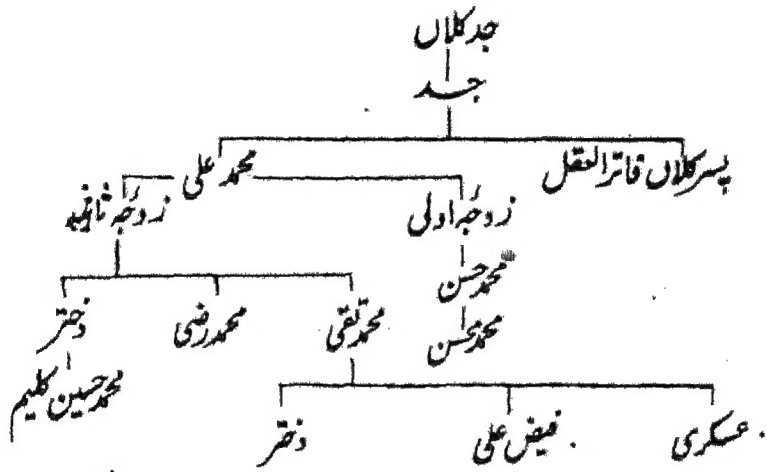 جد کلاں
جد
پسر کلاں فاتر العقل
محمد علی
زوجۂ اولیٰ
زوجۂ ثانیہ
محمد حسن
محمد محسن
محمد تقی
محمد رضی
دختر
محمد حسین کلیم
عسکری
فیض علی
دختر